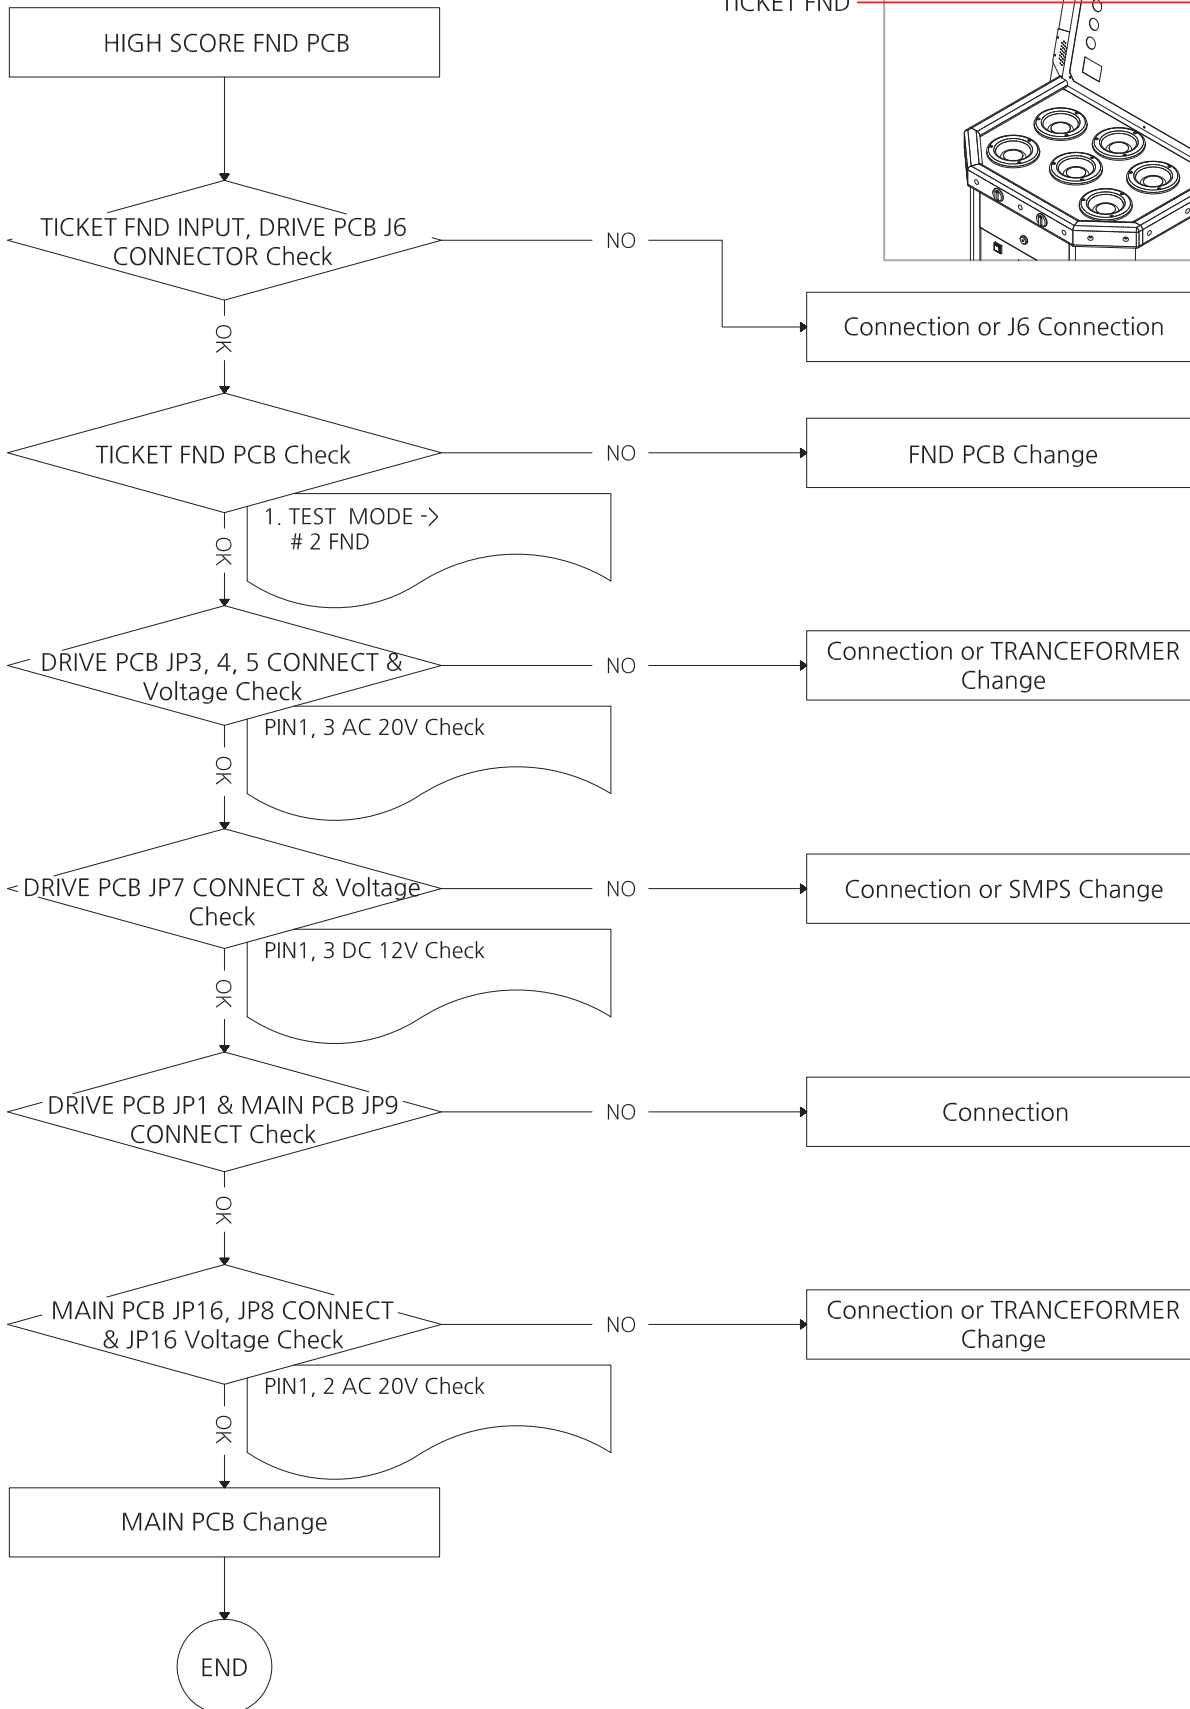 TICKET FND
HIGH SCORE FND PCB
TICKET FND INPUT, DRIVE PCB J6
CONNECTOR Check
NO
Connection or J6 Connection
OK
TICKET FND PCB Check
NO
FND PCB Change
1. TEST MODE ->
# 2 FND
OK
DRIVE PCB JP3, 4, 5 CONNECT &
Voltage Check
NO
Connection or TRANCEFORMER
Change
PIN1, 3 AC 20V Check
OK
DRIVE PCB JP7 CONNECT & Voltage
Check
NO
Connection or SMPS Change
PIN1, 3 DC 12V Check
OK
DRIVE PCB JP1 & MAIN PCB JP9
CONNECT Check
NO
Connection
OK
MAIN PCB JP16, JP8 CONNECT
& JP16 Voltage Check
NO
Connection or TRANCEFORMER
Change
PIN1, 2 AC 20V Check
OK
MAIN PCB Change
END